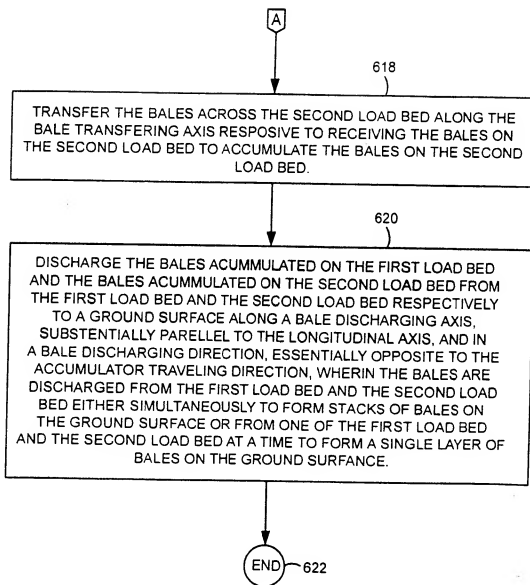 A
618
TRANSFER THE BALES ACROSS THE SECOND LOAD BED ALONG THE
BALE TRANSFERING AXIS RESPOSIVE TO RECEIVING THE BALES ON
THE SECOND LOAD BED TO ACCUMULATE THE BALES ON THE SECOND
LOAD BED.
620
DISCHARGE THE BALES ACUMMULATED ON THE FIRST LOAD BED
AND THE BALES ACUMMULATED ON THE SECOND LOAD BED FROM
THE FIRST LOAD BED AND THE SECOND LOAD BED RESPECTIVELY
TO A GROUND SURFACE ALONG A BALE DISCHARGING AXIS,
SUBSTENTIALLY PARELLEL TO THE LONGITUDINAL AXIS, AND IN
A BALE DISCHARGING DIRECTION, ESSENTIALLY OPPOSITE TO THE
ACCUMULATOR TRAVELING DIRECTION, WHERIN THE BALES ARE
DISCHARGED FROM THE FIRST LOAD BED AND THE SECOND LOAD
BED EITHER SIMULTANEOUSLY TO FORM STACKS OF BALES ON
THE GROUND SURFACE OR FROM ONE OF THE FIRST LOAD BED
AND THE SECOND LOAD BED AT A TIME TO FORM A SINGLE LAYER OF
BALES ON THE GROUND SURFANCE.
END
622